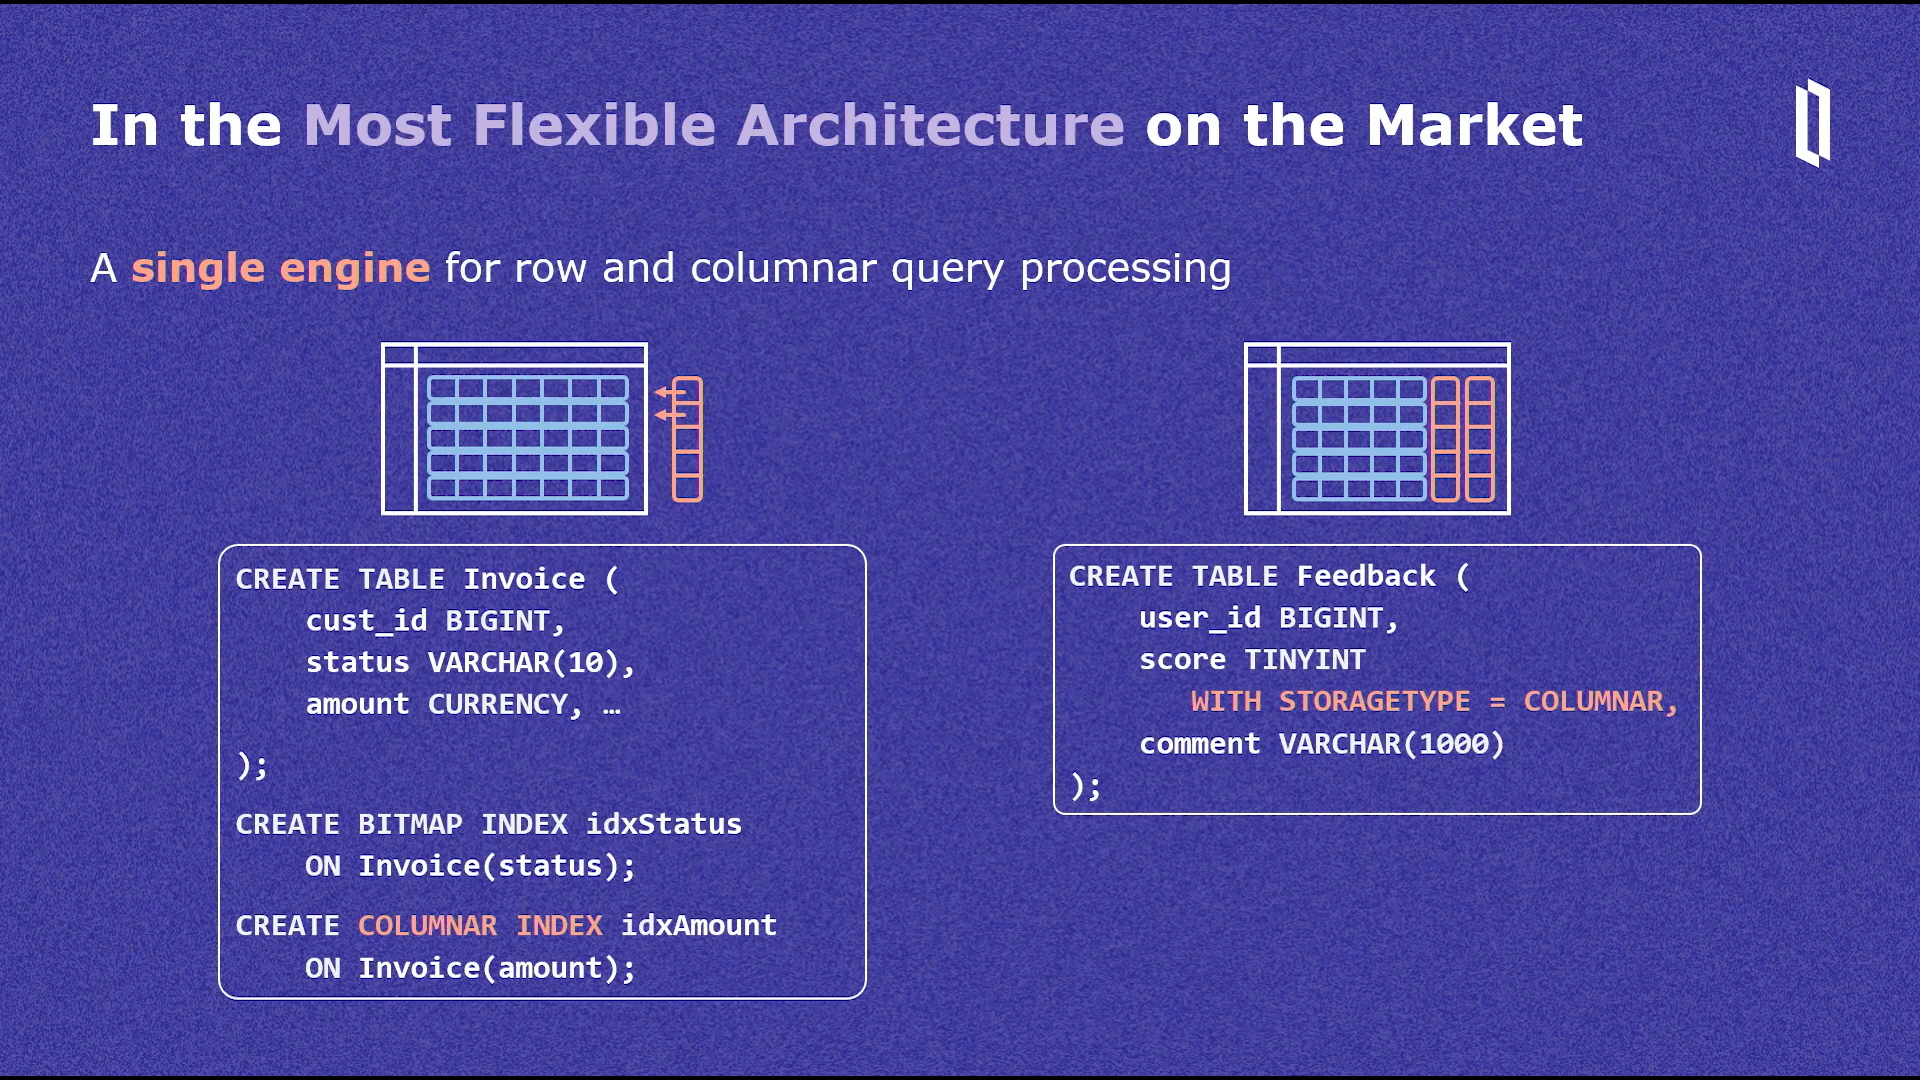 In the Most Flexible Architecture on the Market
A single engine for row and columnar query processing
CREATE TABLE Invoice (
cust_id BIGINT,
status VARCHAR(10),
amount CURRENCY, …
);
CREATE BITMAP INDEX idxStatus
ON Invoice(status);
CREATE COLUMNAR INDEX idxAmount
ON Invoice(amount);
CREATE TABLE Feedback (
user_id BIGINT,
score TINYINT
WITH STORAGETYPE = COLUMNAR,
comment VARCHAR(1000)
);